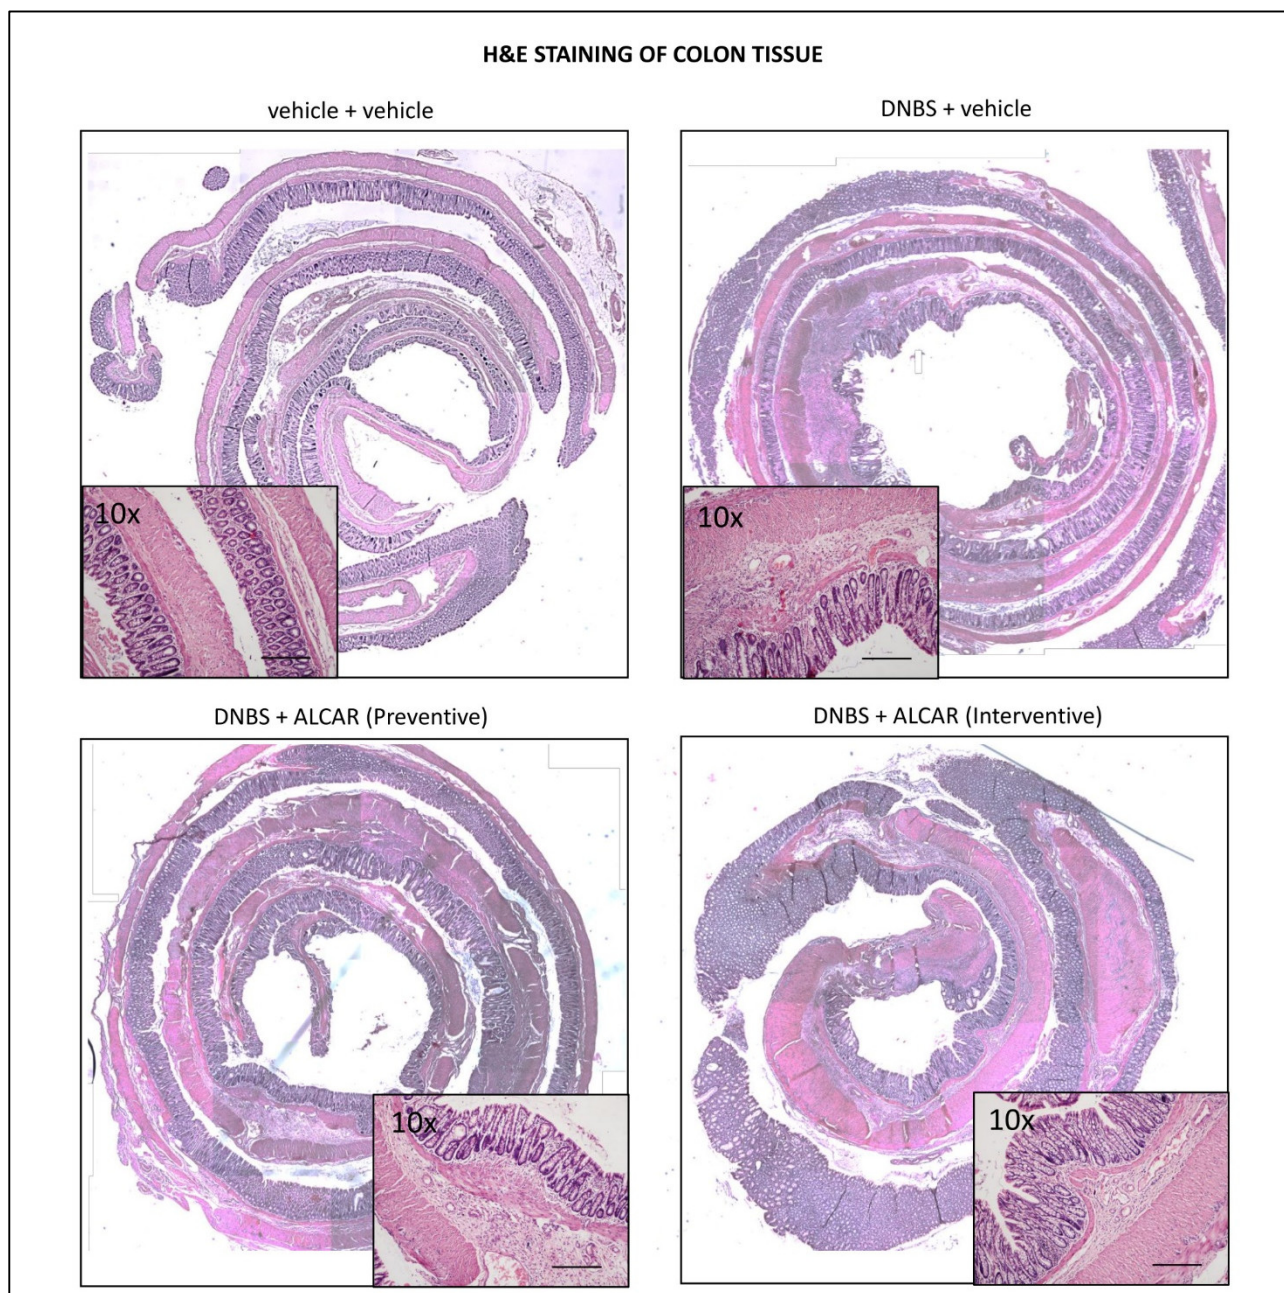 H&E STAINING OF COLON TISSUE
vehicle + vehicle
DNBS + vehicle
10x
10x
DNBS + ALCAR (Preventive)
DNBS + ALCAR (Interventive)
10x
10x